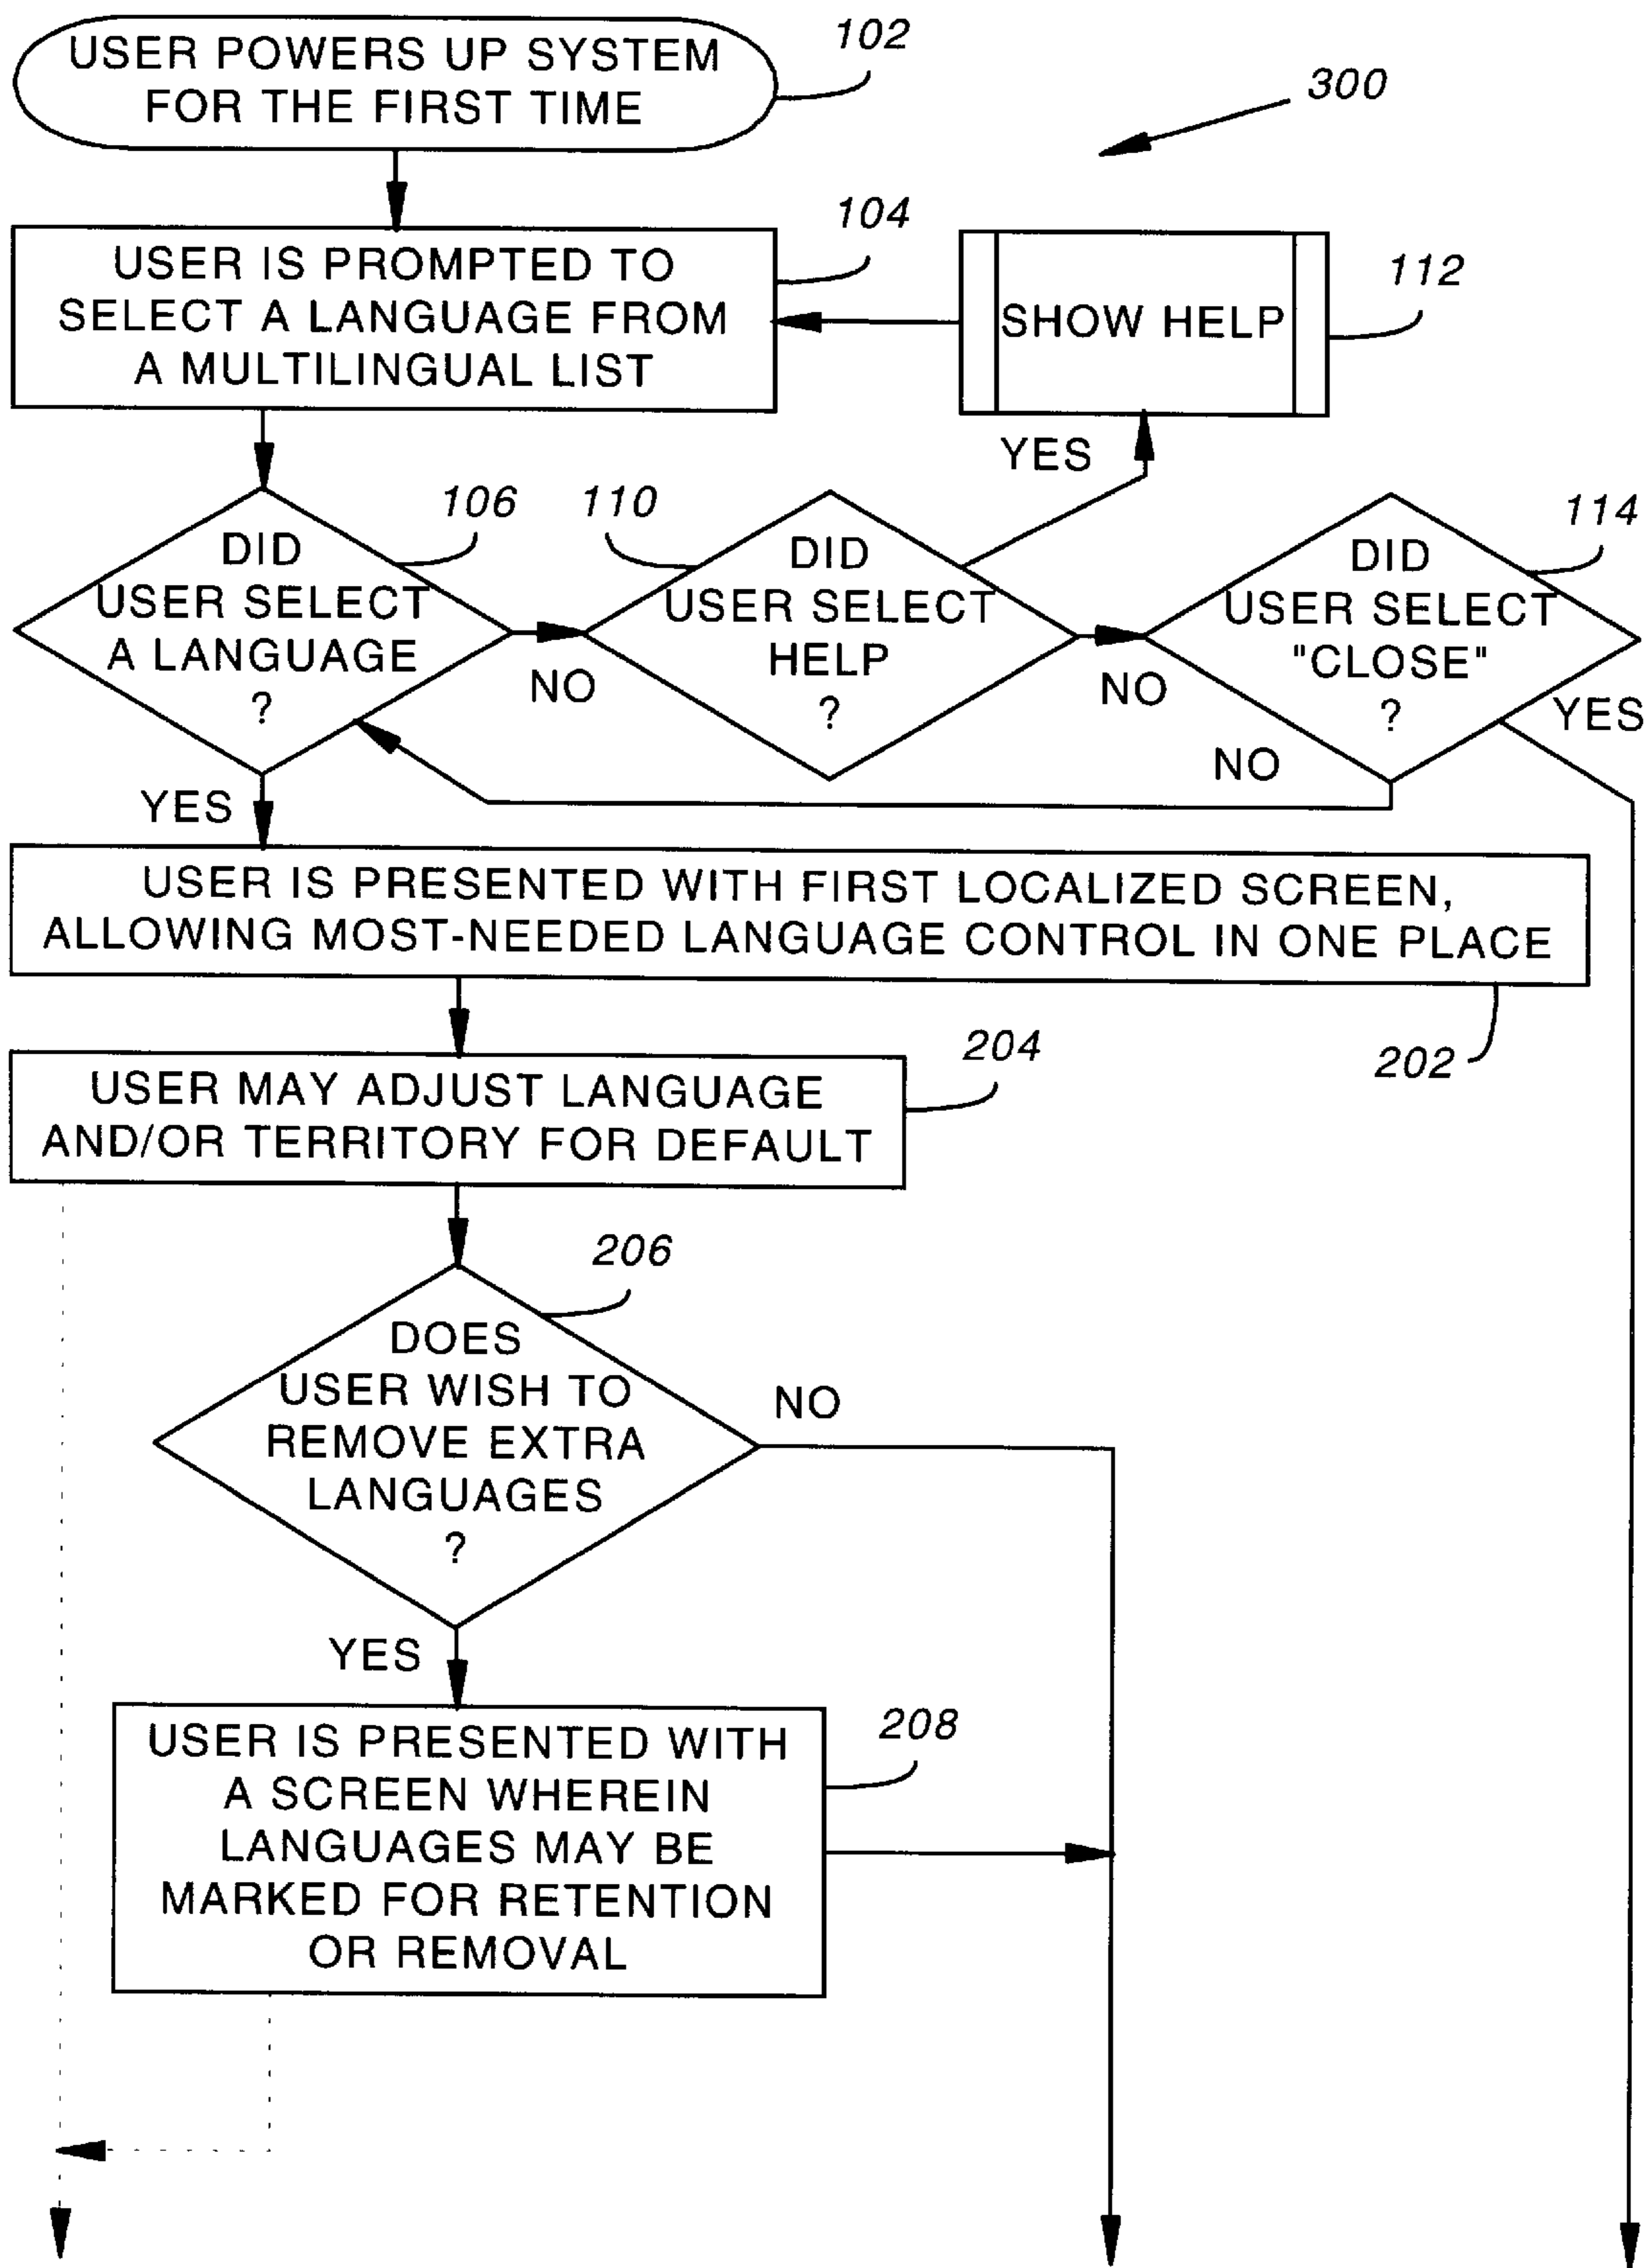 USER POWERS UP SYSTEM
FOR THE FIRST TIME
102
300
USER IS PROMPTED TO
SELECT A LANGUAGE FROM
A MULTILINGUAL LIST
104
SHOW HELP
112
YES
DID
USER SELECT
A LANGUAGE
?
106
NO
110
DID
USER SELECT
HELP
?
NO
DID
USER SELECT
"CLOSE"
?
114
YES
NO
YES
USER IS PRESENTED WITH FIRST LOCALIZED SCREEN,
ALLOWING MOST-NEEDED LANGUAGE CONTROL IN ONE PLACE
202
USER MAY ADJUST LANGUAGE
AND/OR TERRITORY FOR DEFAULT
204
206
DOES
USER WISH TO
REMOVE EXTRA
LANGUAGES
?
NO
YES
USER IS PRESENTED WITH
A SCREEN WHEREIN
LANGUAGES MAY BE
MARKED FOR RETENTION
OR REMOVAL
208